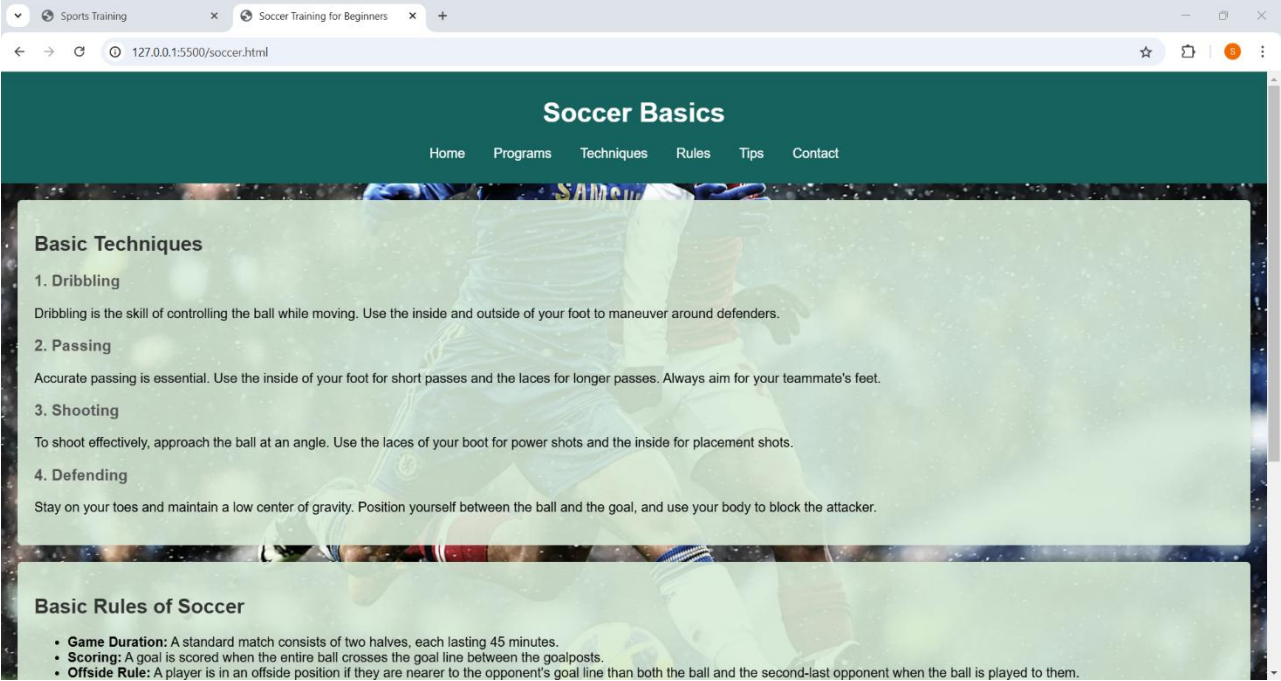 Sports Training
Soccer Training for Beginners
127.0.0.1:5500/soccer.html
S
Soccer Basics
Home Programs Techniques Rules Tips Contact
SAMSU
Basic Techniques
1. Dribbling
Dribbling is the skill of controlling the ball while moving. Use the inside and outside of your foot to maneuver around defenders.
2. Passing
Accurate passing is essential. Use the inside of your foot for short passes and the laces for longer passes. Always aim for your teammate's feet.
3. Shooting
To shoot effectively, approach the ball at an angle. Use the laces of your boot for power shots and the inside for placement shots.
4. Defending
Stay on your toes and maintain a low center of gravity. Position yourself between the ball and the goal, and use your body to block the attacker.
Basic Rules of Soccer
• Game Duration: A standard match consists of two halves, each lasting 45 minutes.
• Scoring: A goal is scored when the entire ball crosses the goal line between the goalposts.
• Offside Rule: A player is in an offside position if they are nearer to the opponent's goal line than both the ball and the second-last opponent when the ball is played to them.